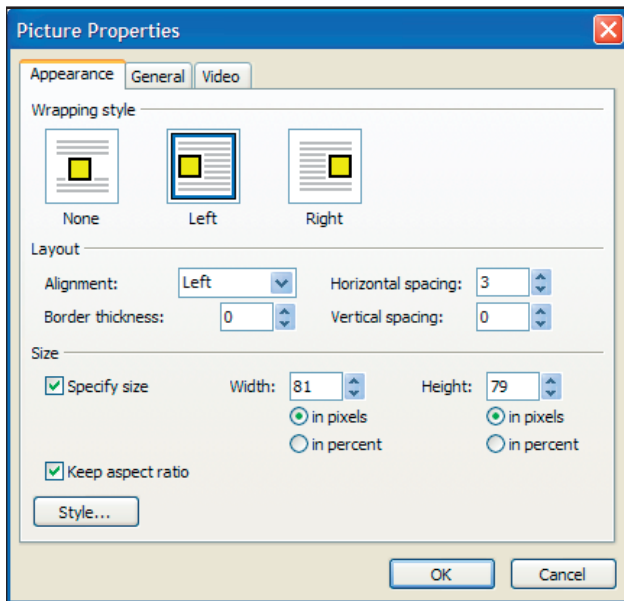 Picture Properties
Appearance General Video
Wrapping style
None Left Right
Layout
Alignment: Left Horizontal spacing: 3
Border thickness: 0 Vertical spacing: 0
Size
Specify size Width: 81 Height: 79
in pixels in pixels
in percent in percent
Keep aspect ratio
Style...
OK Cancel